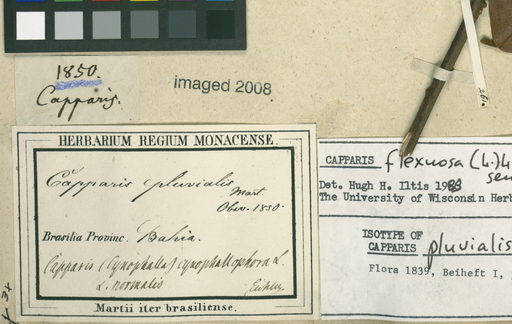 1850.
Capparis.
imaged 2008
HERBARIUM REGIUM MONACENSE.
Capparis pluvialis
Mart.
Obs. 1850.
Brasilia Provinc. Bahia.
Capparis (Cynophalla) cynophallophora L.
L. normalis
Eichler
Martii iter brasiliense.
CAPPARIS flexuosa (L.) L.
Det. Hugh H. Iltis 1983
The University of Wisconsin Herb
ISOTYPE OF
CAPPARIS pluvialis
Flora 1839, Beiheft I,